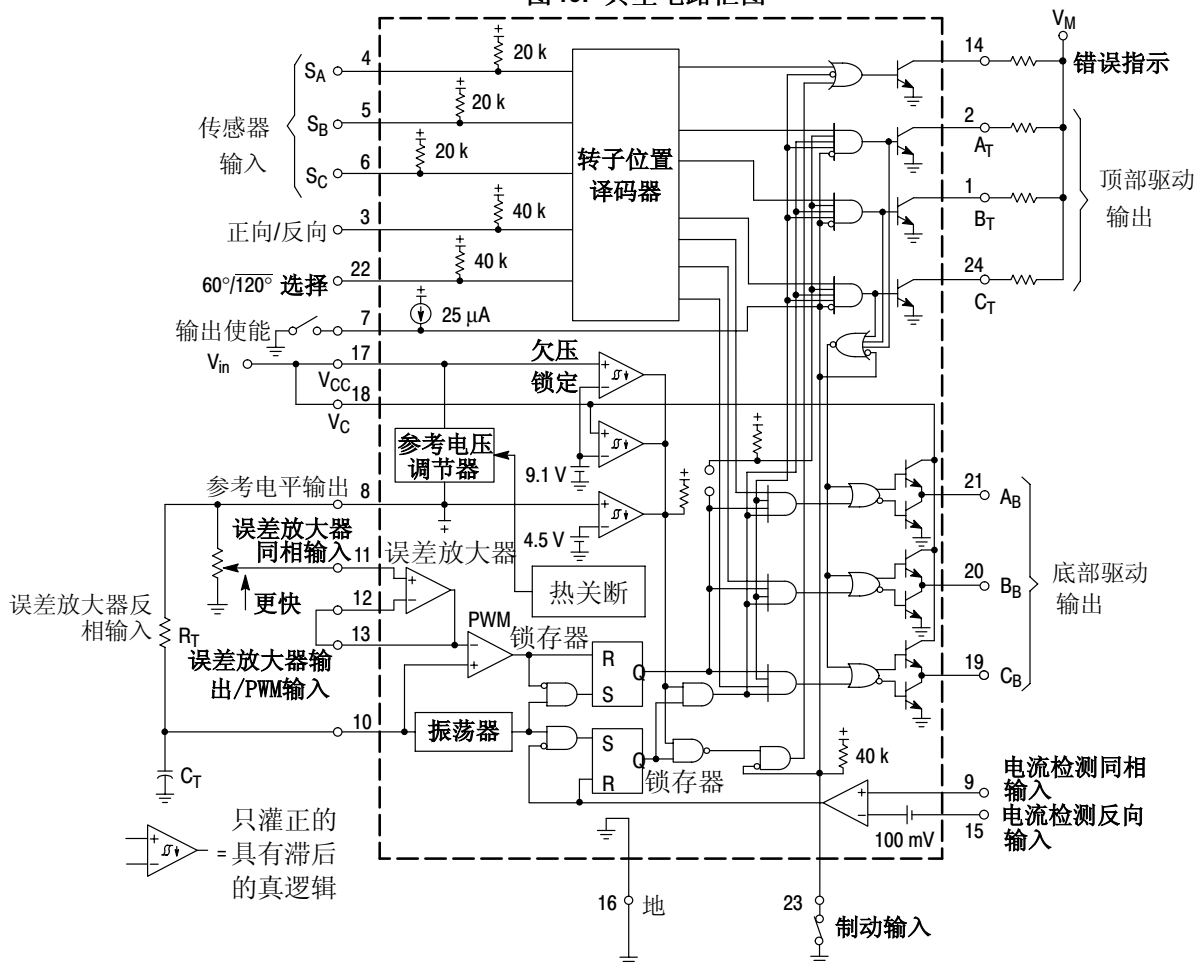 图19. 典型电路框图
V_M
4
20 k
14
错误指示
S_A
5
20 k
2
A_T
传感器
输入
S_B
6
20 k
转子位置
译码器
1
B_T
顶部驱动
输出
S_C
3
40 k
正向/反向
22
40 k
24
C_T
60°/120° 选择
7
25 μA
输出使能
17
欠压
锁定
V_in
V_CC
18
V_C
参考电压
调节器
9.1 V
参考电平输出
8
21
A_B
误差放大器
同相输入
11
误差放大器
4.5 V
热关断
更快
12
20
B_B
底部驱动
输出
误差放大器反
相输入
R_T
13
PWM
锁存器
误差放大器输
出/PWM输入
R
Q
S
19
C_B
10
振荡器
S
Q
R
锁存器
40 k
C_T
9
电流检测同相
输入
100 mV
15
电流检测反向
输入
=
只灌正的
具有滞后
的真逻辑
16
地
23
制动输入